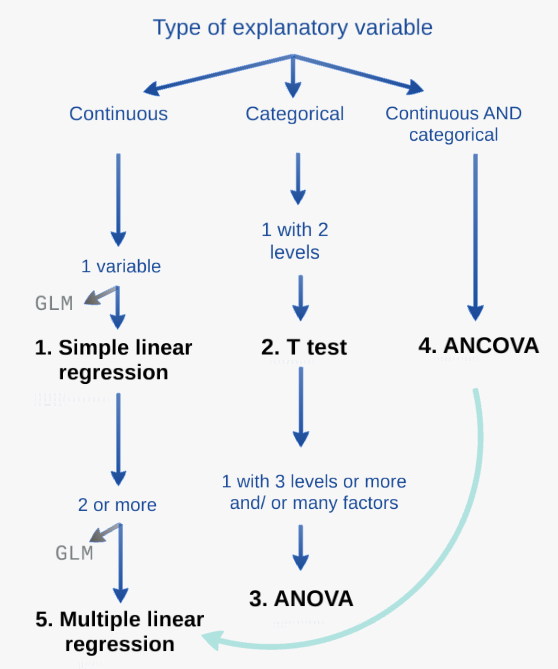 Type of explanatory variable
Continuous
Categorical
Continuous AND
categorical
1 with 2
levels
1 variable
GLM
1. Simple linear
regression
2. T test
4. ANCOVA
2 or more
1 with 3 levels or more
and/ or many factors
GLM
3. ANOVA
5. Multiple linear
regression